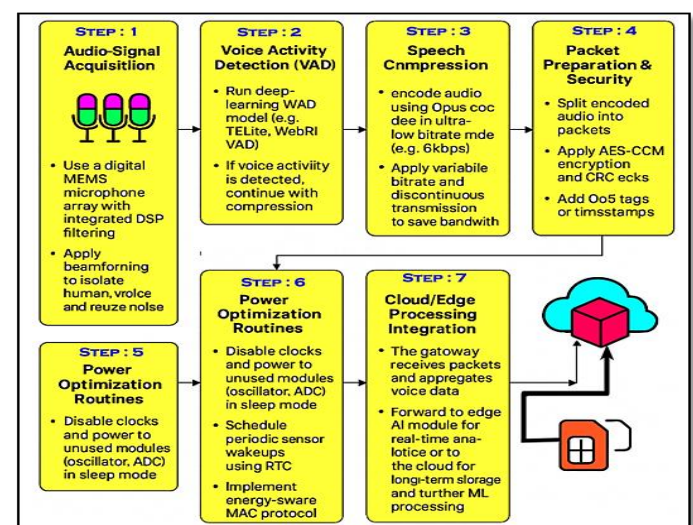 STEP : 1
Audio-Signal
Acquisitlion
• Use a digital
MEMS
microphone
array with
integrated DSP
filtering
• Apply
beamforning
to isolate
human, vrolce
and reuze nolse
STEP : 2
Voice Activity
Detection (VAD)
• Run deep-
learning WAD
model (e.g.
TELite, WebRI
VAD)
• If voice activiity
is detected,
continue with
compression
STEP : 3
Speech
Cnmpression
• encode audio
using Opus coc
dee in ultra-
low bitrate mde
(e.g. 6kbps)
• Apply variabile
bitrate and
discontinuous
transmission
to save bandwith
STEP : 4
Packet
Preparation &
Security
• Split encoded
audio into
packets
• Apply AES-CCM
encryption
and CRC ecks
• Add Oo5 tags
or timsstamps
STEP : 5
Power
Optimization
Routines
• Disable clocks
and power to
unused modules
(oscillator, ADC)
in sleep mode
STEP : 6
Power
Optimization
Routines
• Disable clocks
and power to
unused modules
(oscillator, ADC)
in sleep mode
• Schedule
periodic sensor
wakeups
using RTC
• Implement
energy-sware
MAC protocol
STEP : 7
Cloud/Edge
Processing
Integration
• The gatoway
receives packets
and appregates
voice data
• Forward to edge
AI module for
real-time ana-
lotice or to
the cloud for
longi-term slorage
and turther ML
processing